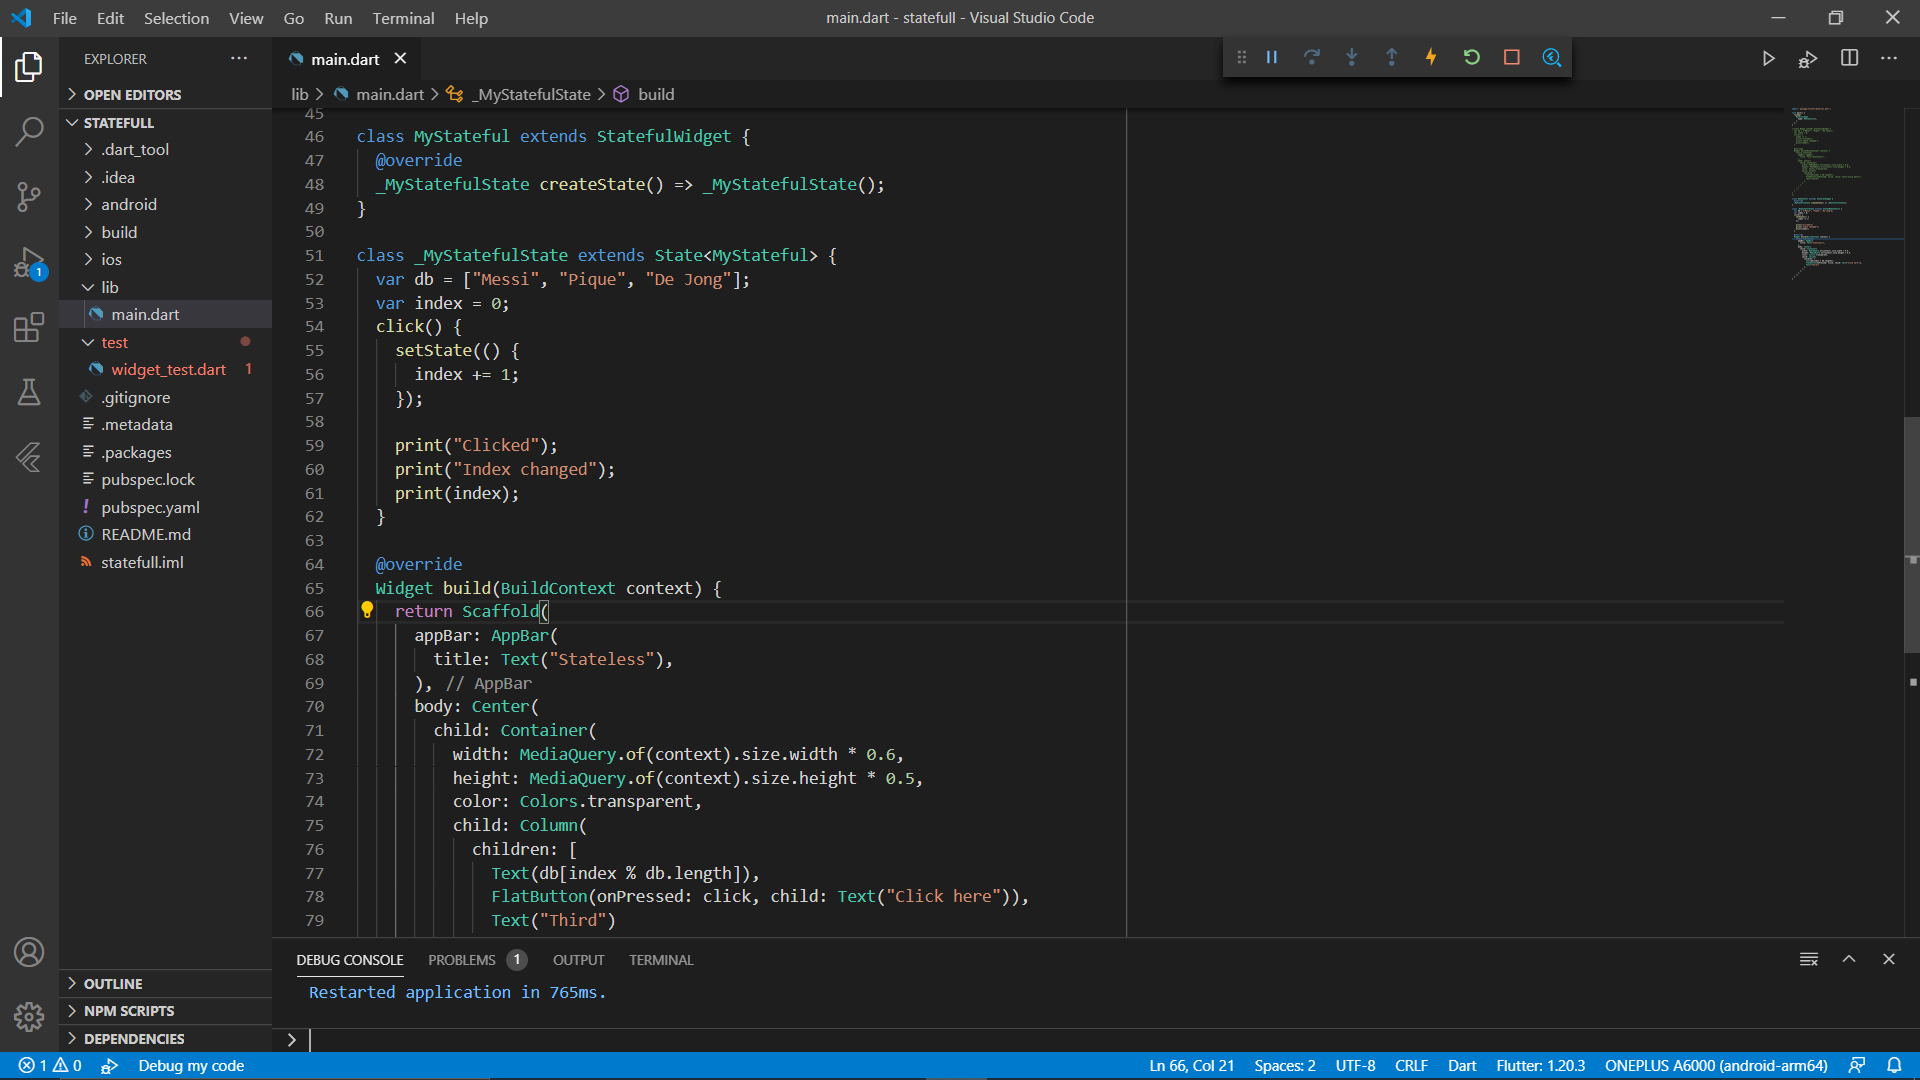 File Edit Selection View Go Run Terminal Help
main.dart - statefull - Visual Studio Code
EXPLORER
OPEN EDITORS
STATEFULL
.dart_tool
.idea
android
build
ios
lib
main.dart
test
widget_test.dart 1
.gitignore
.metadata
.packages
pubspec.lock
! pubspec.yaml
README.md
statefull.iml
OUTLINE
NPM SCRIPTS
DEPENDENCIES
1
main.dart
lib > main.dart > _MyStatefulState > build
45
46 class MyStateful extends StatefulWidget {
47 @override
48 _MyStatefulState createState() => _MyStatefulState();
49 }
50
51 class _MyStatefulState extends State<MyStateful> {
52 var db = ["Messi", "Pique", "De Jong"];
53 var index = 0;
54 click() {
55 setState(() {
56 index += 1;
57 });
58
59 print("Clicked");
60 print("Index changed");
61 print(index);
62 }
63
64 @override
65 Widget build(BuildContext context) {
66 return Scaffold(
67 appBar: AppBar(
68 title: Text("Stateless"),
69 ), // AppBar
70 body: Center(
71 child: Container(
72 width: MediaQuery.of(context).size.width * 0.6,
73 height: MediaQuery.of(context).size.height * 0.5,
74 color: Colors.transparent,
75 child: Column(
76 children: [
77 Text(db[index % db.length]),
78 FlatButton(onPressed: click, child: Text("Click here")),
79 Text("Third")
DEBUG CONSOLE PROBLEMS 1 OUTPUT TERMINAL
Restarted application in 765ms.
>
1 0 Debug my code
Ln 66, Col 21 Spaces: 2 UTF-8 CRLF Dart Flutter: 1.20.3 ONEPLUS A6000 (android-arm64)